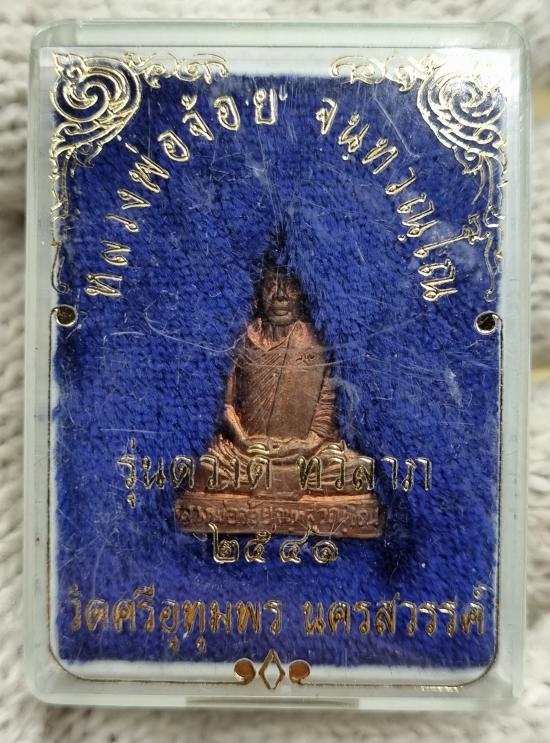 หลวงพ่อจ้อย จนฺทวณฺโณ
รุ่นดวงดี ทวีลาภ
๒๕๔๑
วัดศรีอุทุมพร นครสวรรค์